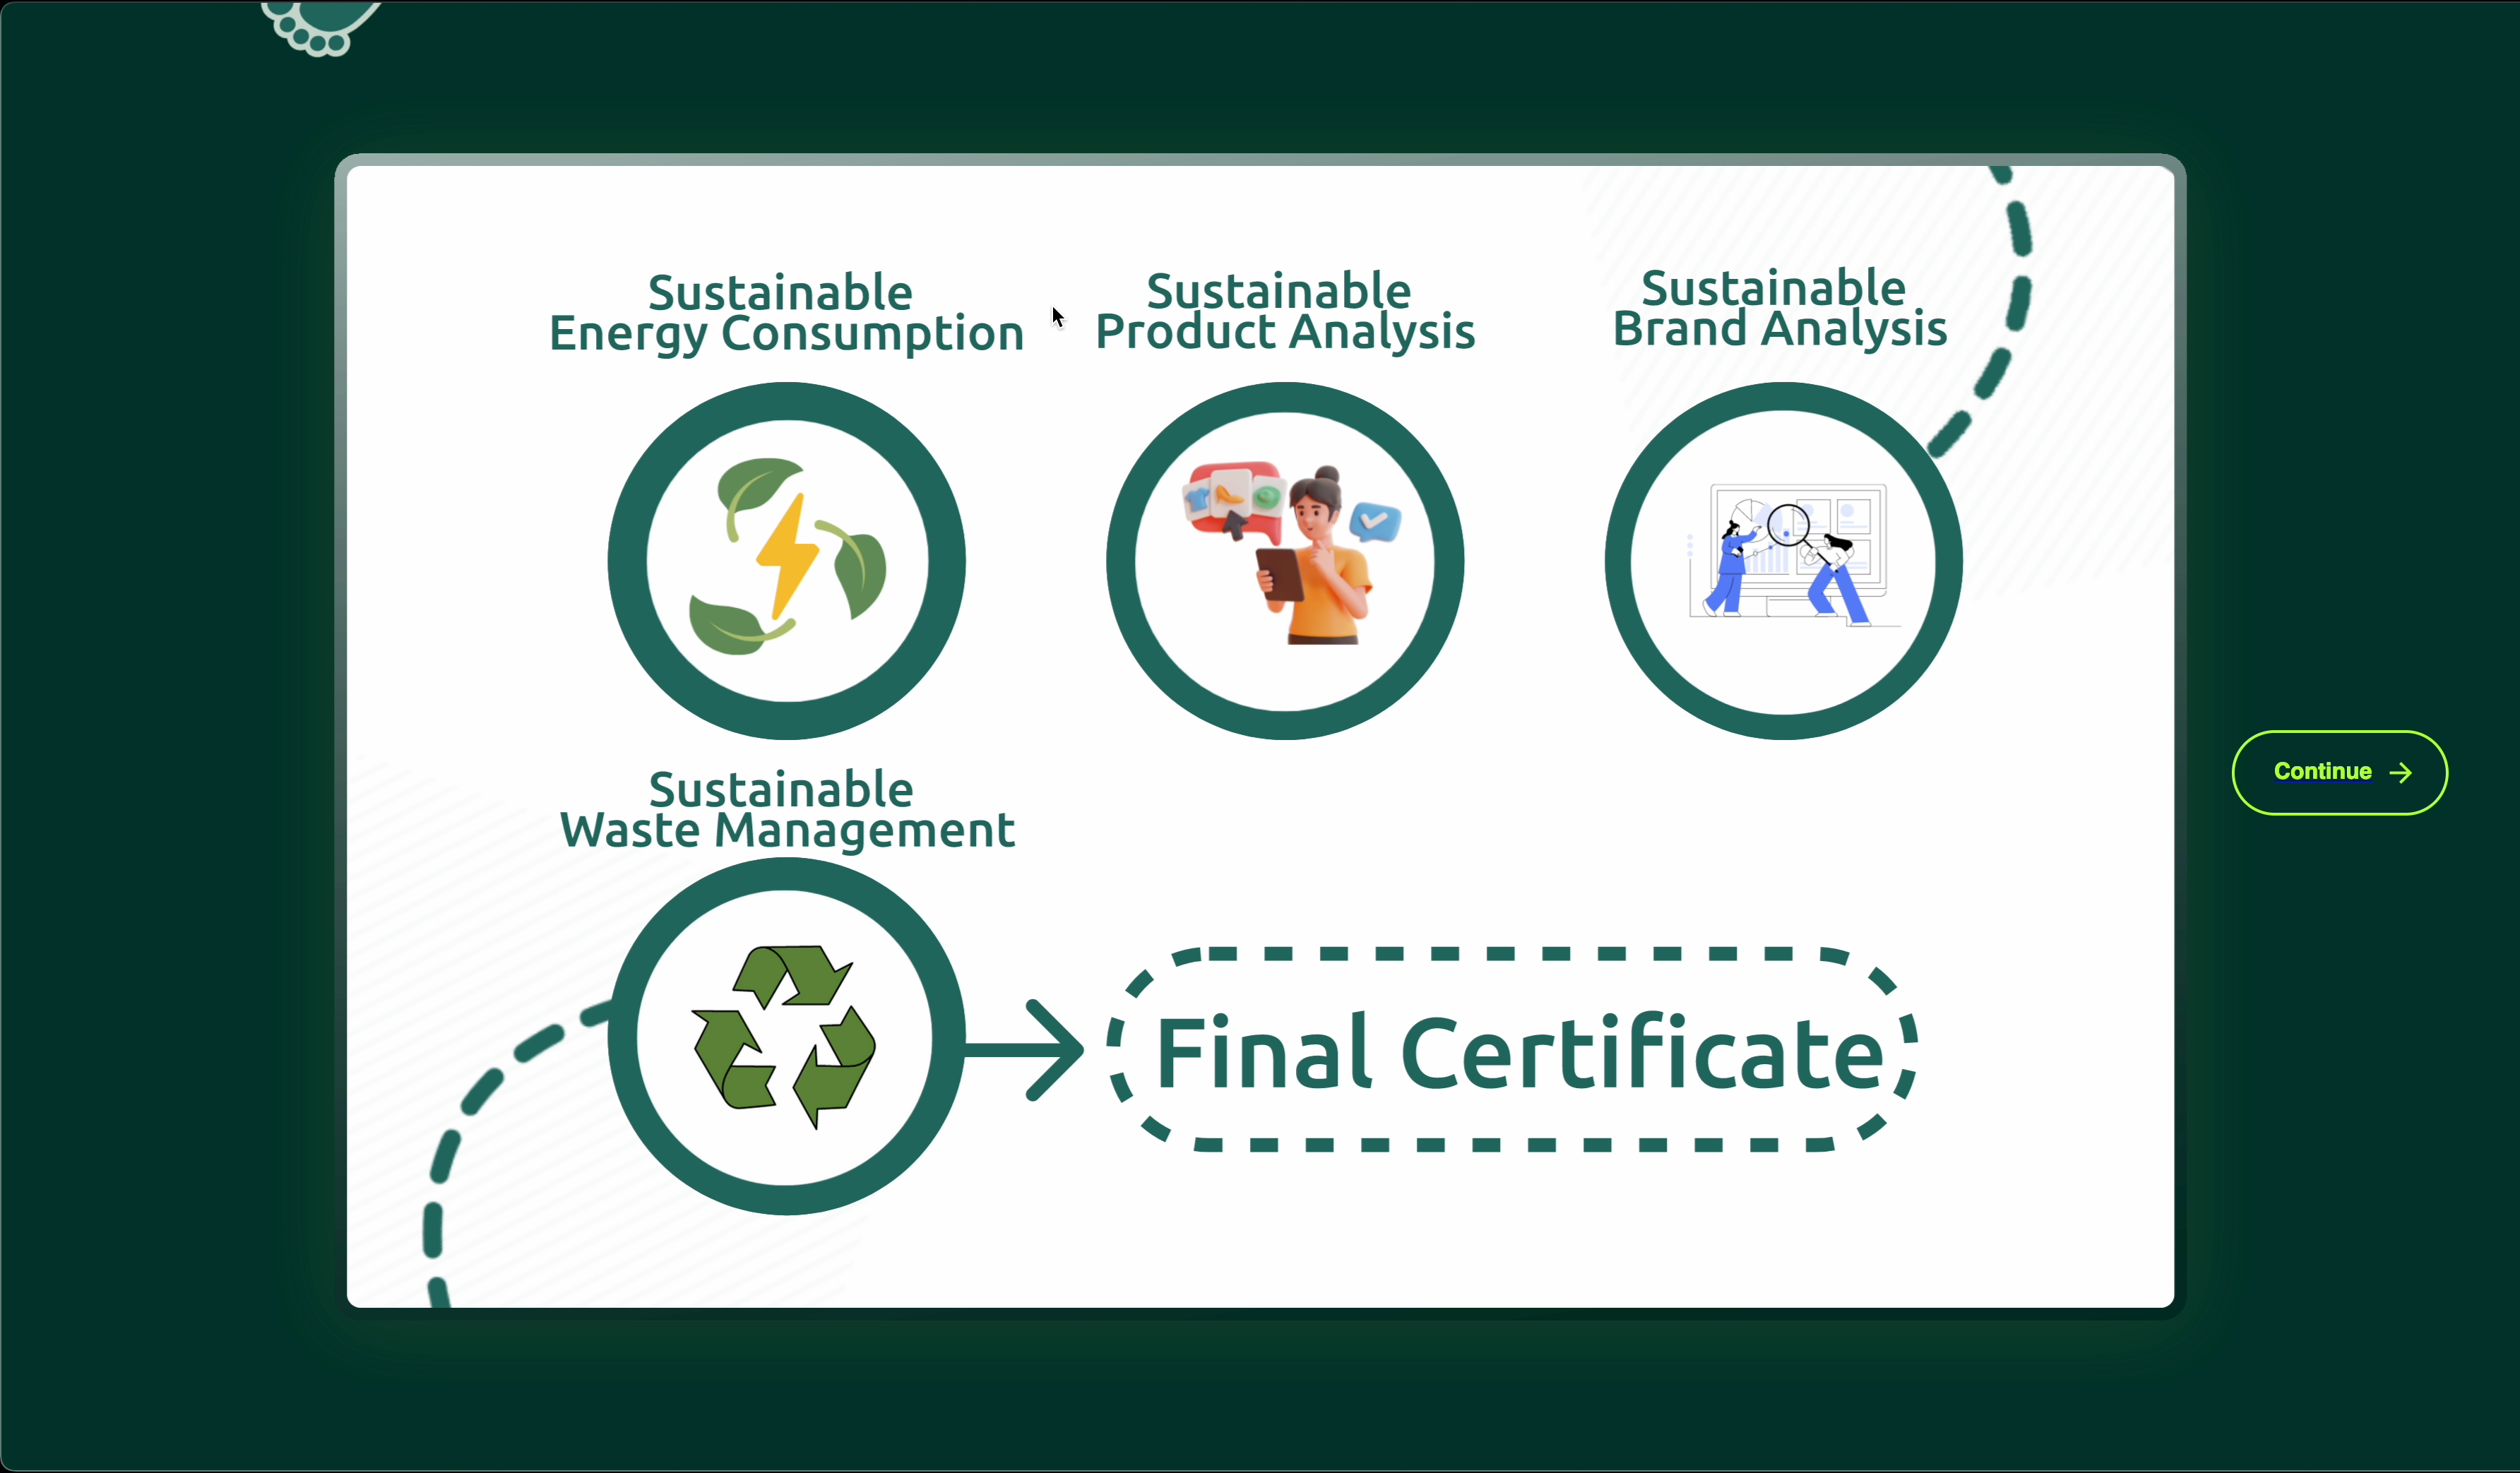 Sustainable
Energy Consumption
Sustainable
Product Analysis
Sustainable
Brand Analysis
Continue
Sustainable
Waste Management
Final Certificate